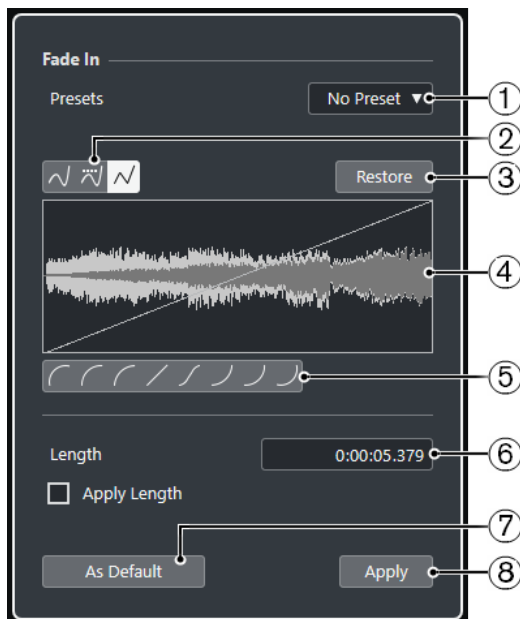 Fade In
Presets
No Preset ▼
①
②
Restore
③
④
⑤
Length
0:00:05.379
⑥
Apply Length
⑦
As Default
Apply
⑧